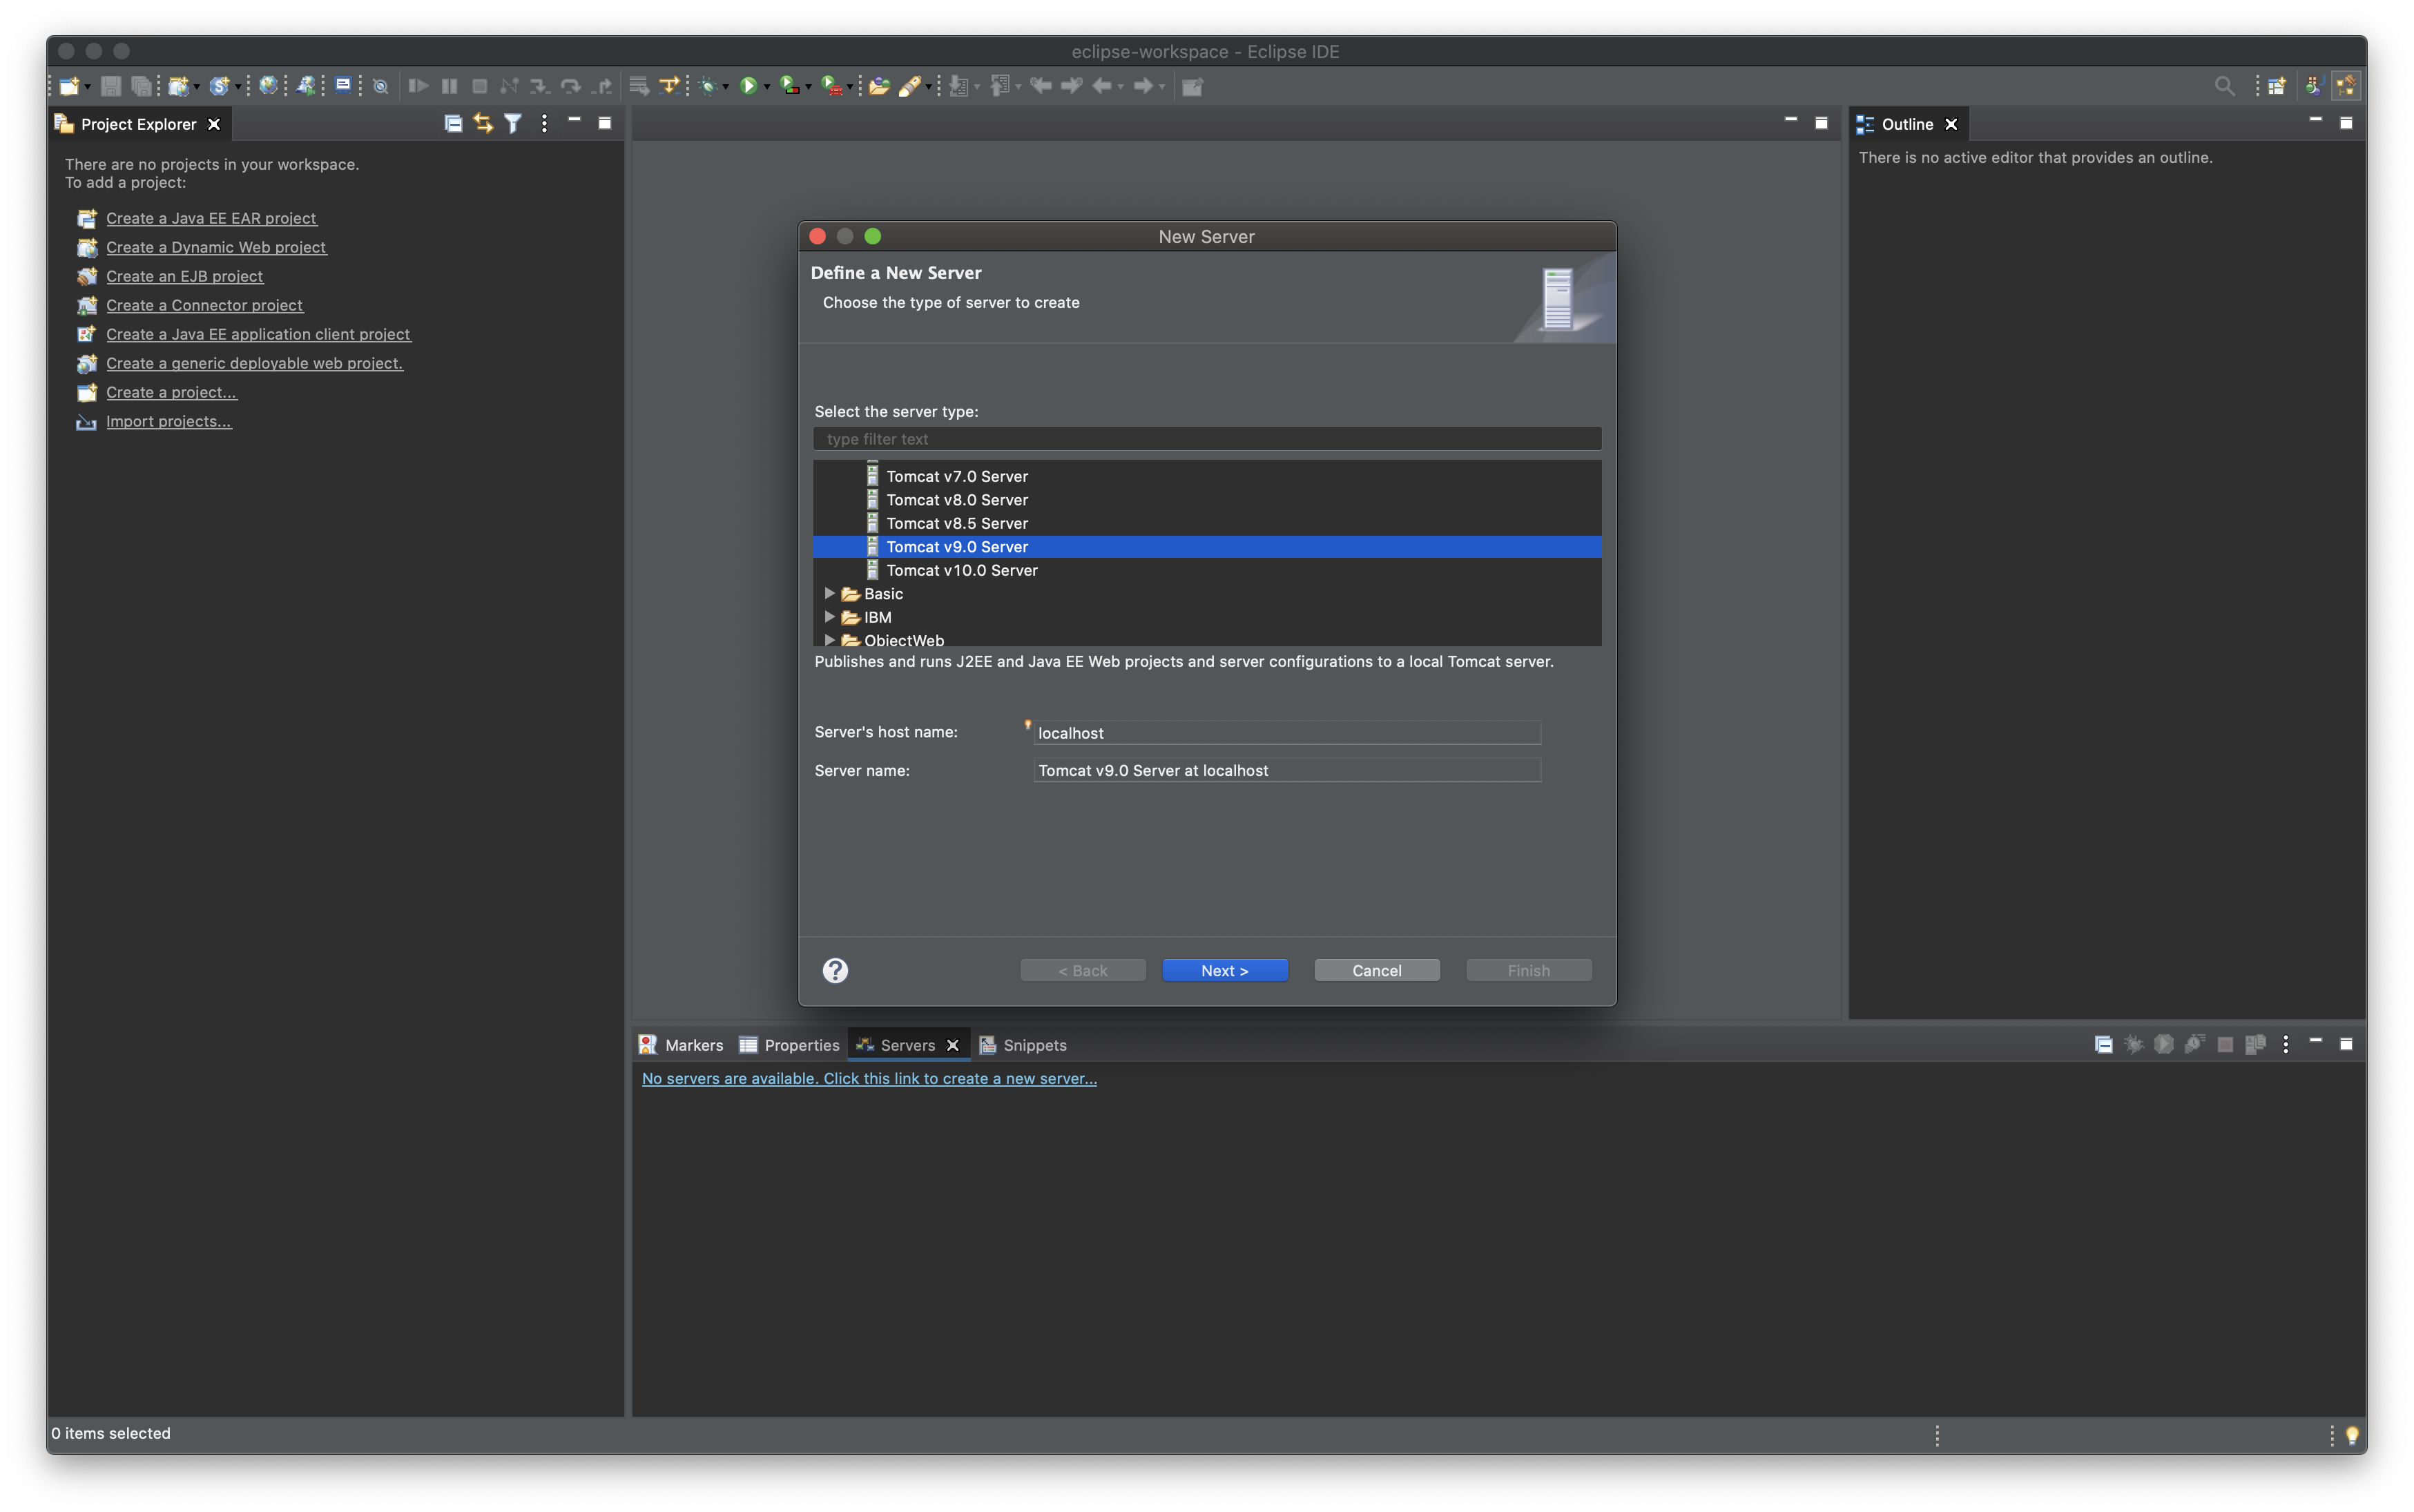 eclipse-workspace - Eclipse IDE
Project Explorer
There are no projects in your workspace.
To add a project:
Create a Java EE EAR project
Create a Dynamic Web project
Create an EJB project
Create a Connector project
Create a Java EE application client project
Create a generic deployable web project.
Create a project...
Import projects...
Outline
There is no active editor that provides an outline.
New Server
Define a New Server
Choose the type of server to create
Select the server type:
type filter text
Tomcat v7.0 Server
Tomcat v8.0 Server
Tomcat v8.5 Server
Tomcat v9.0 Server
Tomcat v10.0 Server
Basic
IBM
ObjectWeb
Publishes and runs J2EE and Java EE Web projects and server configurations to a local Tomcat server.
Server's host name: localhost
Server name: Tomcat v9.0 Server at localhost
? < Back Next > Cancel Finish
Markers Properties Servers Snippets
No servers are available. Click this link to create a new server...
0 items selected